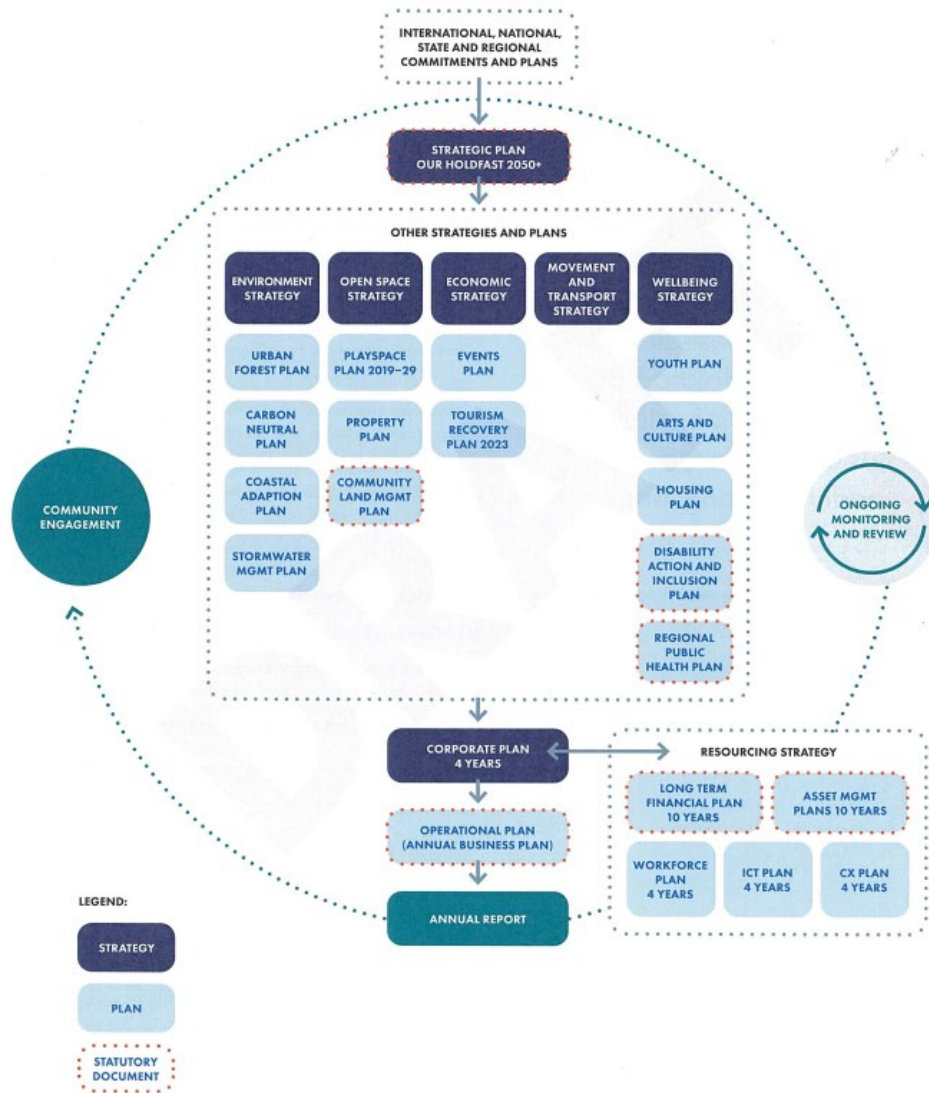 INTERNATIONAL, NATIONAL,
STATE AND REGIONAL
COMMITMENTS AND PLANS
STRATEGIC PLAN
OUR HOLDFAST 2050+
OTHER STRATEGIES AND PLANS
ENVIRONMENT
STRATEGY
OPEN SPACE
STRATEGY
ECONOMIC
STRATEGY
MOVEMENT
AND
TRANSPORT
STRATEGY
WELLBEING
STRATEGY
URBAN
FOREST PLAN
PLAYSPACE
PLAN 2019–29
EVENTS
PLAN
YOUTH PLAN
CARBON
NEUTRAL
PLAN
PROPERTY
PLAN
TOURISM
RECOVERY
PLAN 2023
ARTS AND
CULTURE PLAN
COASTAL
ADAPTION
PLAN
COMMUNITY
LAND MGMT
PLAN
HOUSING
PLAN
STORMWATER
MGMT PLAN
DISABILITY
ACTION AND
INCLUSION
PLAN
REGIONAL
PUBLIC
HEALTH PLAN
COMMUNITY
ENGAGEMENT
ONGOING
MONITORING
AND REVIEW
CORPORATE PLAN
4 YEARS
OPERATIONAL PLAN
(ANNUAL BUSINESS PLAN)
ANNUAL REPORT
RESOURCING STRATEGY
LONG TERM
FINANCIAL PLAN
10 YEARS
ASSET MGMT
PLANS 10 YEARS
WORKFORCE
PLAN
4 YEARS
ICT PLAN
4 YEARS
CX PLAN
4 YEARS
LEGEND:
STRATEGY
PLAN
STATUTORY
DOCUMENT
DRAFT